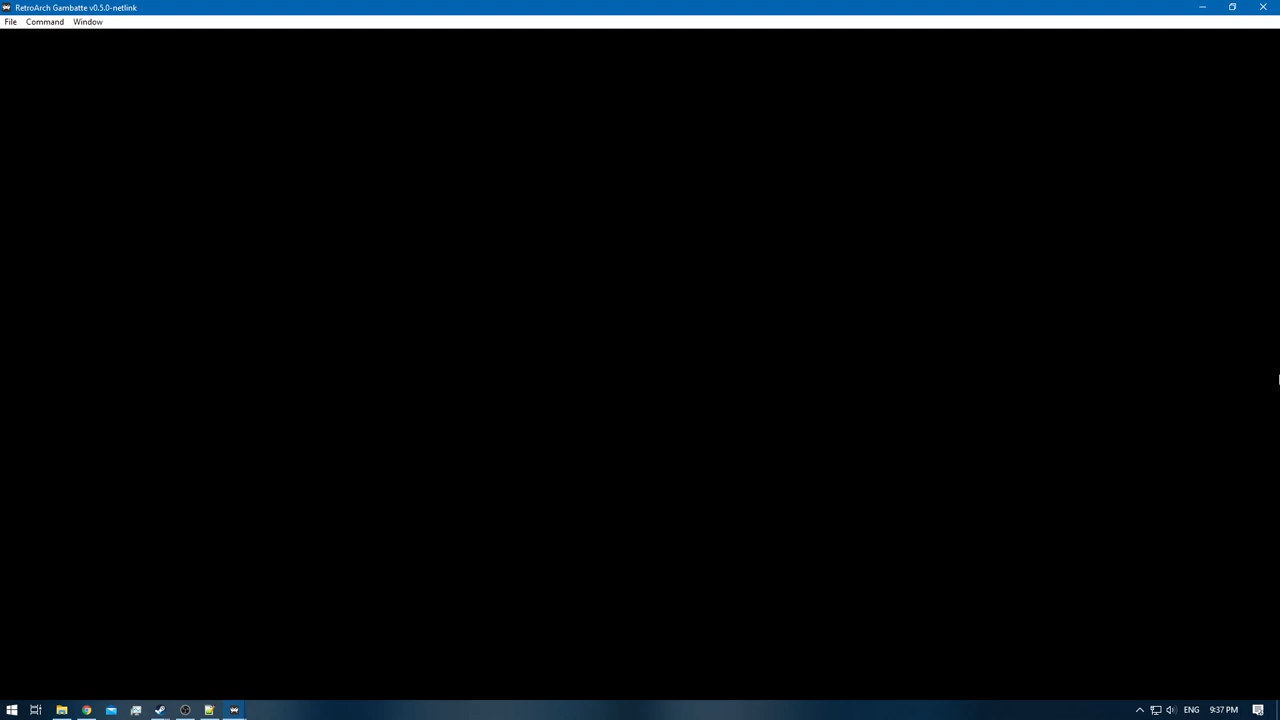 RetroArch Gambatte v0.5.0-netlink
File Command Window
ENG 9:37 PM